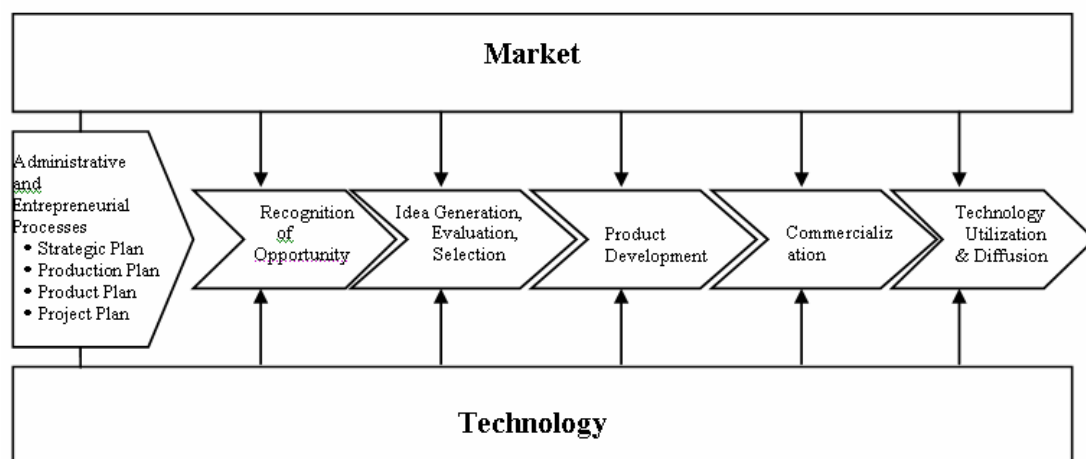 Market
Administrative
and
Entrepreneurial
Processes
• Strategic Plan
• Production Plan
• Product Plan
• Project Plan
Recognition
of
Opportunity
Idea Generation,
Evaluation,
Selection
Product
Development
Commercializ
ation
Technology
Utilization
& Diffusion
Technology